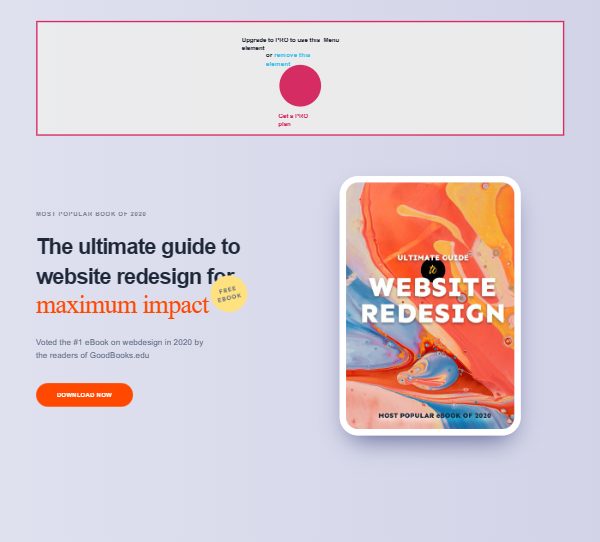 Upgrade to PRO to use this Menu
element
or remove this
element
Get a PRO
plan
MOST POPULAR BOOK OF 2020
The ultimate guide to
website redesign for
maximum impact
FREE
EBOOK
Voted the #1 eBook on webdesign in 2020 by
the readers of GoodBooks.edu
DOWNLOAD NOW
ULTIMATE GUIDE
to
WEBSITE
REDESIGN
MOST POPULAR eBOOK OF 2020